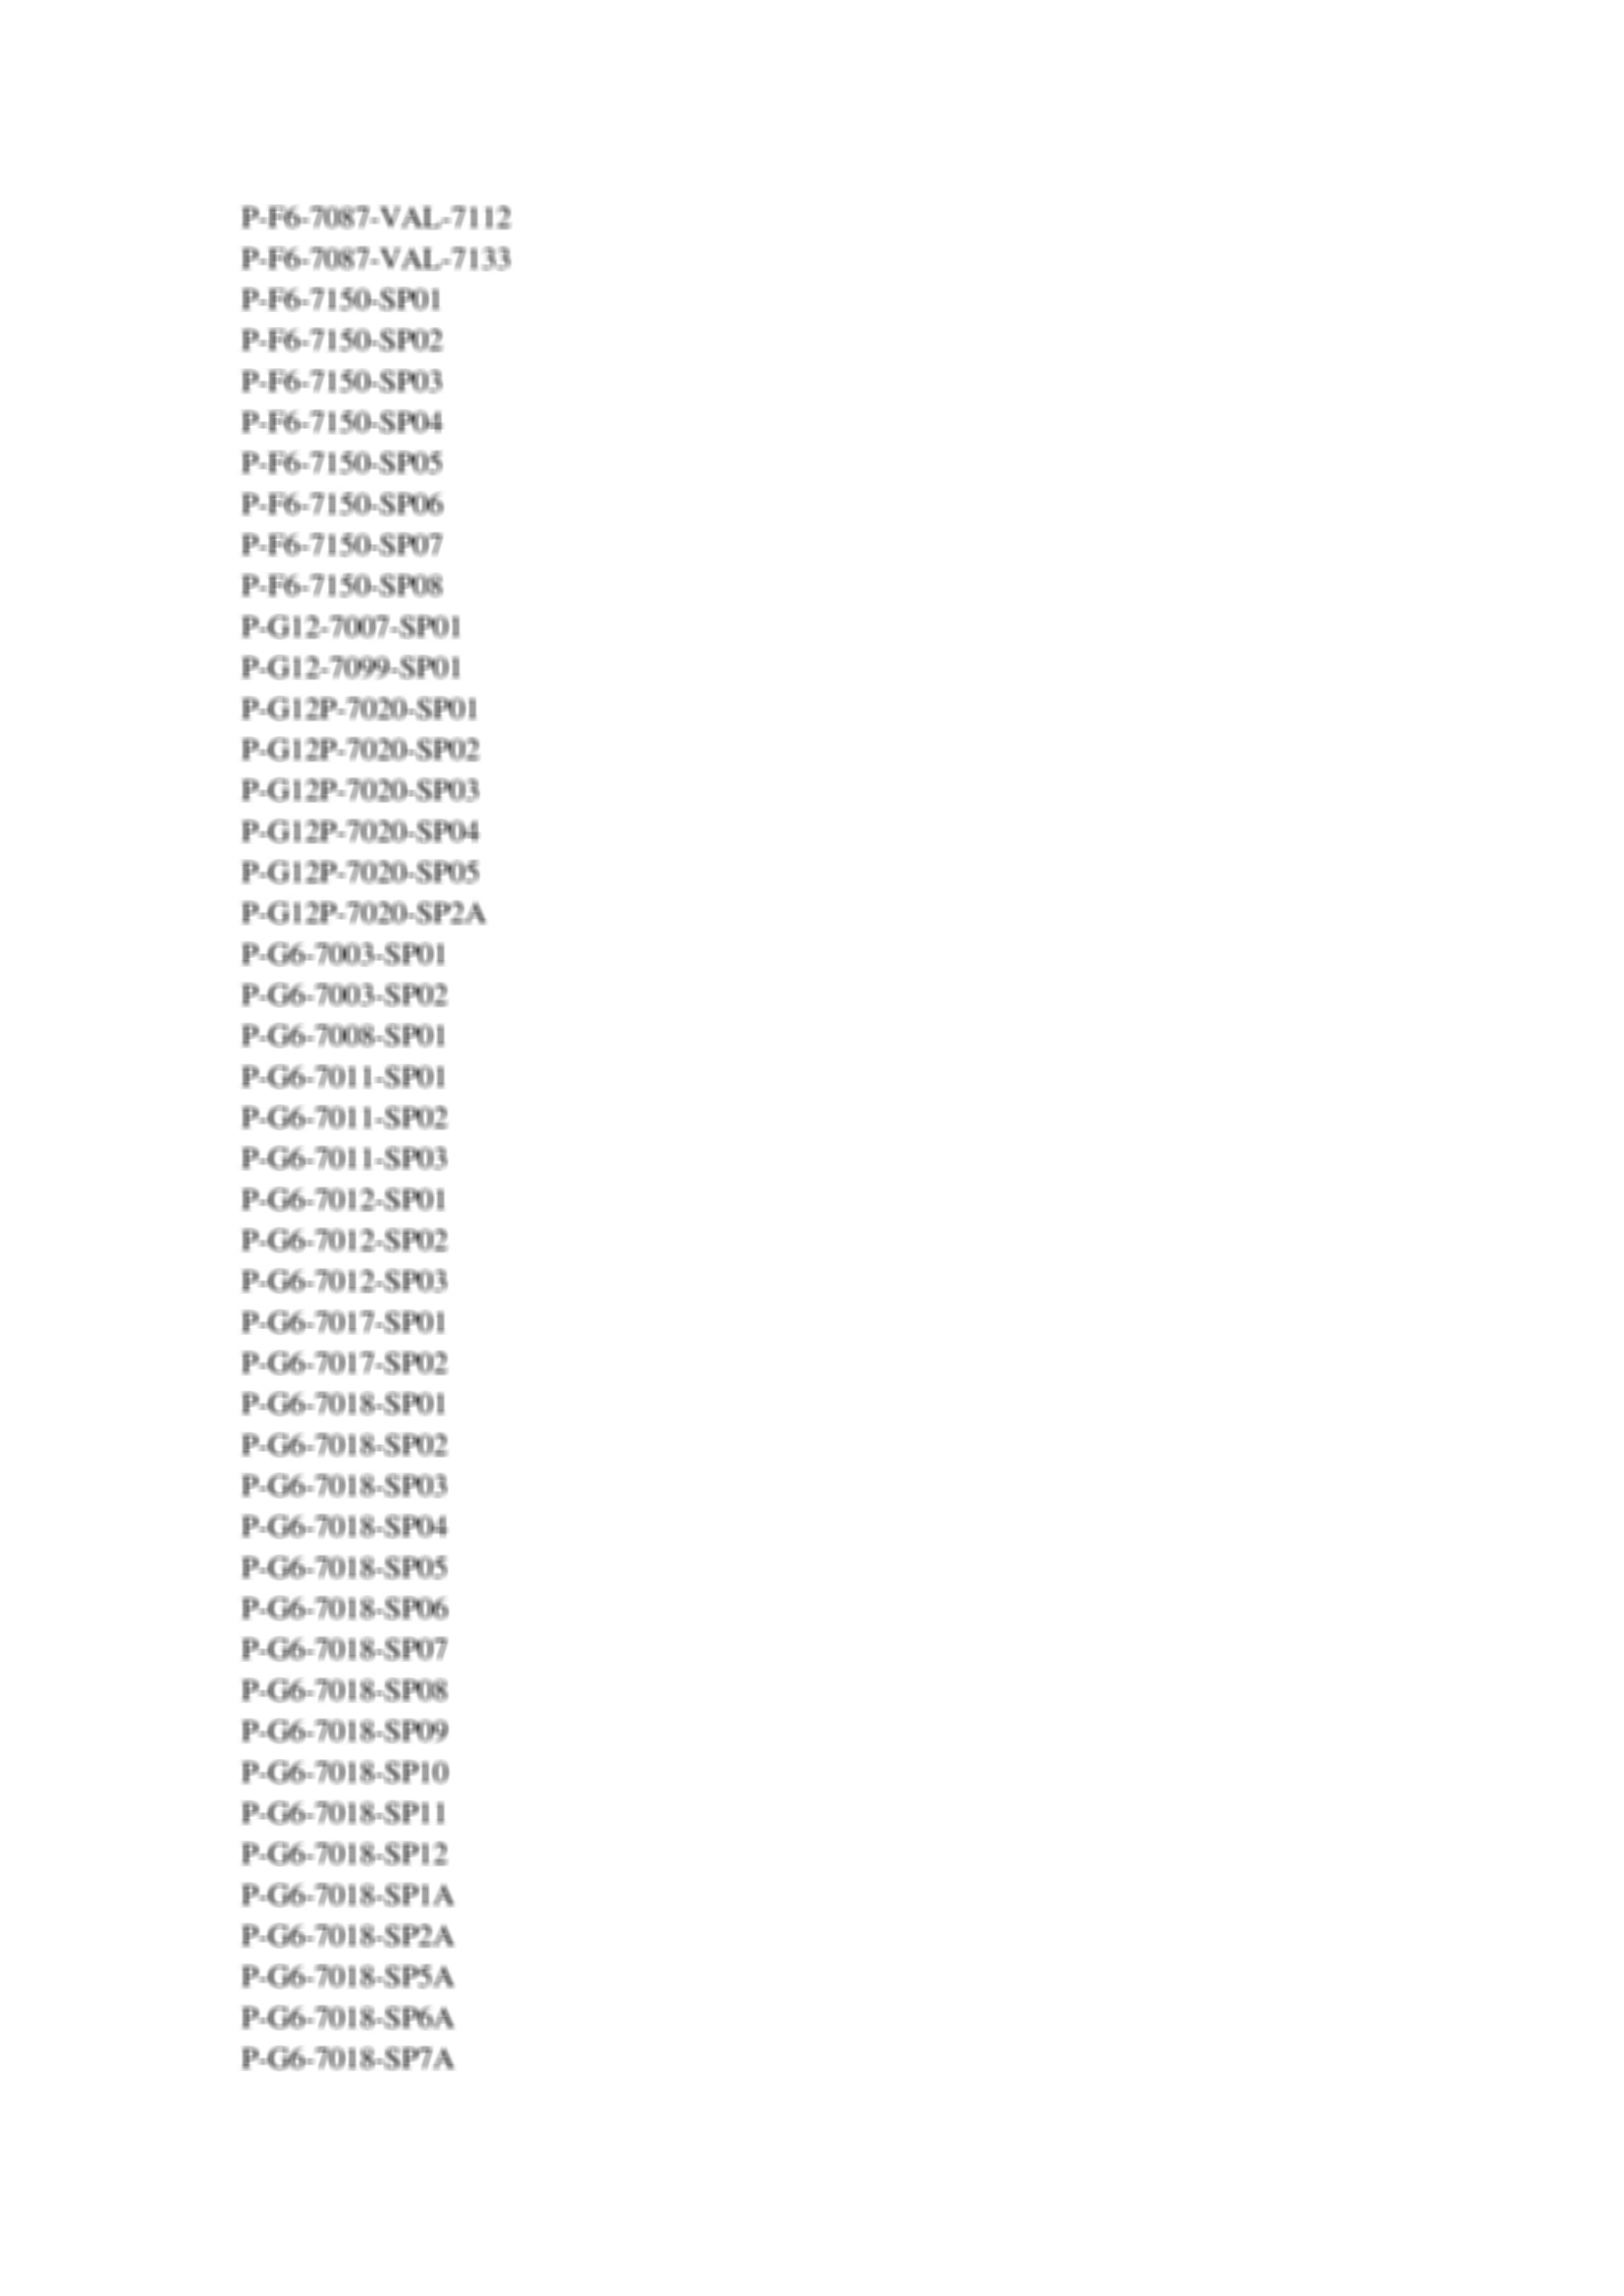 P-F6-7087-VAL-7112
P-F6-7087-VAL-7133
P-F6-7150-SP01
P-F6-7150-SP02
P-F6-7150-SP03
P-F6-7150-SP04
P-F6-7150-SP05
P-F6-7150-SP06
P-F6-7150-SP07
P-F6-7150-SP08
P-G12-7007-SP01
P-G12-7099-SP01
P-G12P-7020-SP01
P-G12P-7020-SP02
P-G12P-7020-SP03
P-G12P-7020-SP04
P-G12P-7020-SP05
P-G12P-7020-SP2A
P-G6-7003-SP01
P-G6-7003-SP02
P-G6-7008-SP01
P-G6-7011-SP01
P-G6-7011-SP02
P-G6-7011-SP03
P-G6-7012-SP01
P-G6-7012-SP02
P-G6-7012-SP03
P-G6-7017-SP01
P-G6-7017-SP02
P-G6-7018-SP01
P-G6-7018-SP02
P-G6-7018-SP03
P-G6-7018-SP04
P-G6-7018-SP05
P-G6-7018-SP06
P-G6-7018-SP07
P-G6-7018-SP08
P-G6-7018-SP09
P-G6-7018-SP10
P-G6-7018-SP11
P-G6-7018-SP12
P-G6-7018-SP1A
P-G6-7018-SP2A
P-G6-7018-SP5A
P-G6-7018-SP6A
P-G6-7018-SP7A